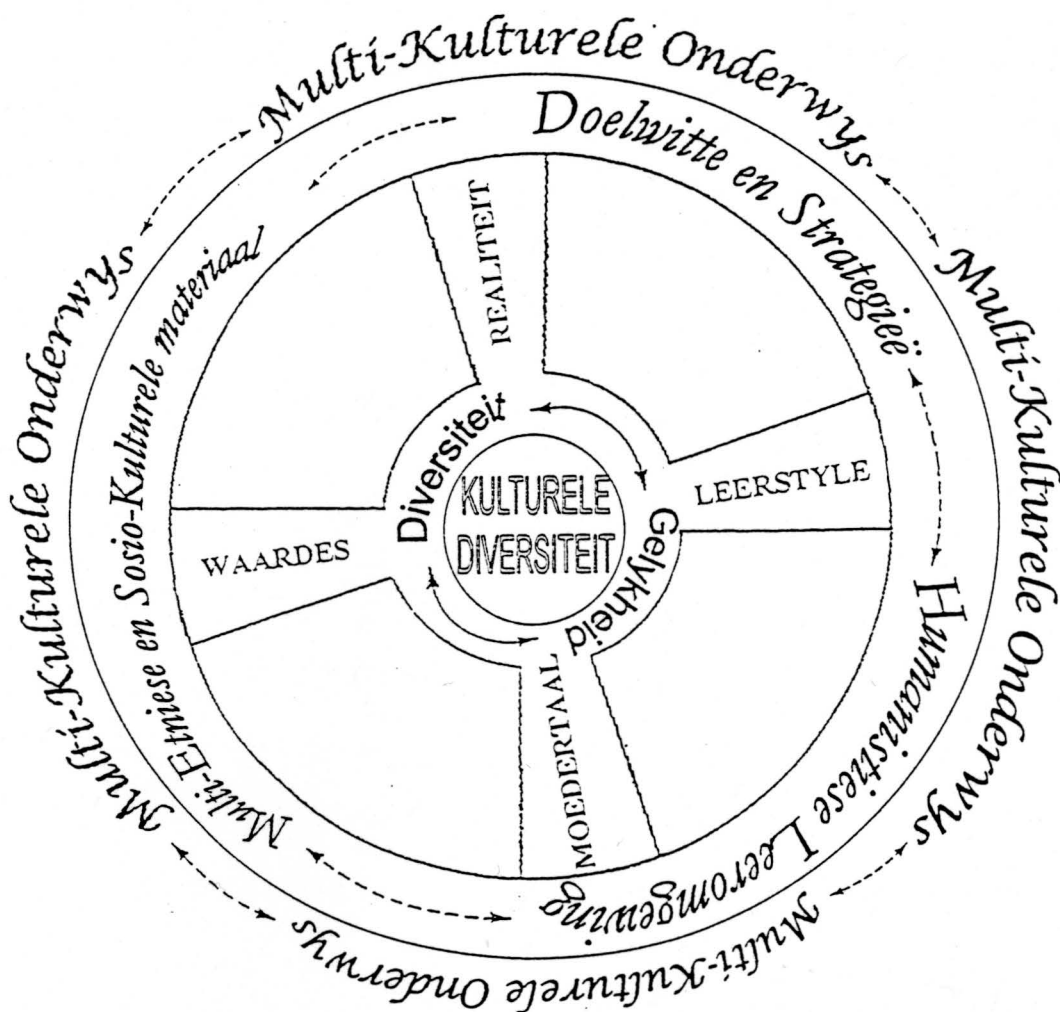 Multi-Kulturele Onderwys
Multi-Kulturele Onderwys
Multi-Kulturele Onderwys
Multi-Kulturele Onderwys
Doelwitte en Strategieë
Humanistiese Leeromgewing
Multi-Etniese en Sosio-Kulturele materiaal
REALITEIT
LEERSTYLE
MOEDERTAAL
WAARDES
Diversiteit
Gelykheid
KULTURELE
DIVERSITEIT